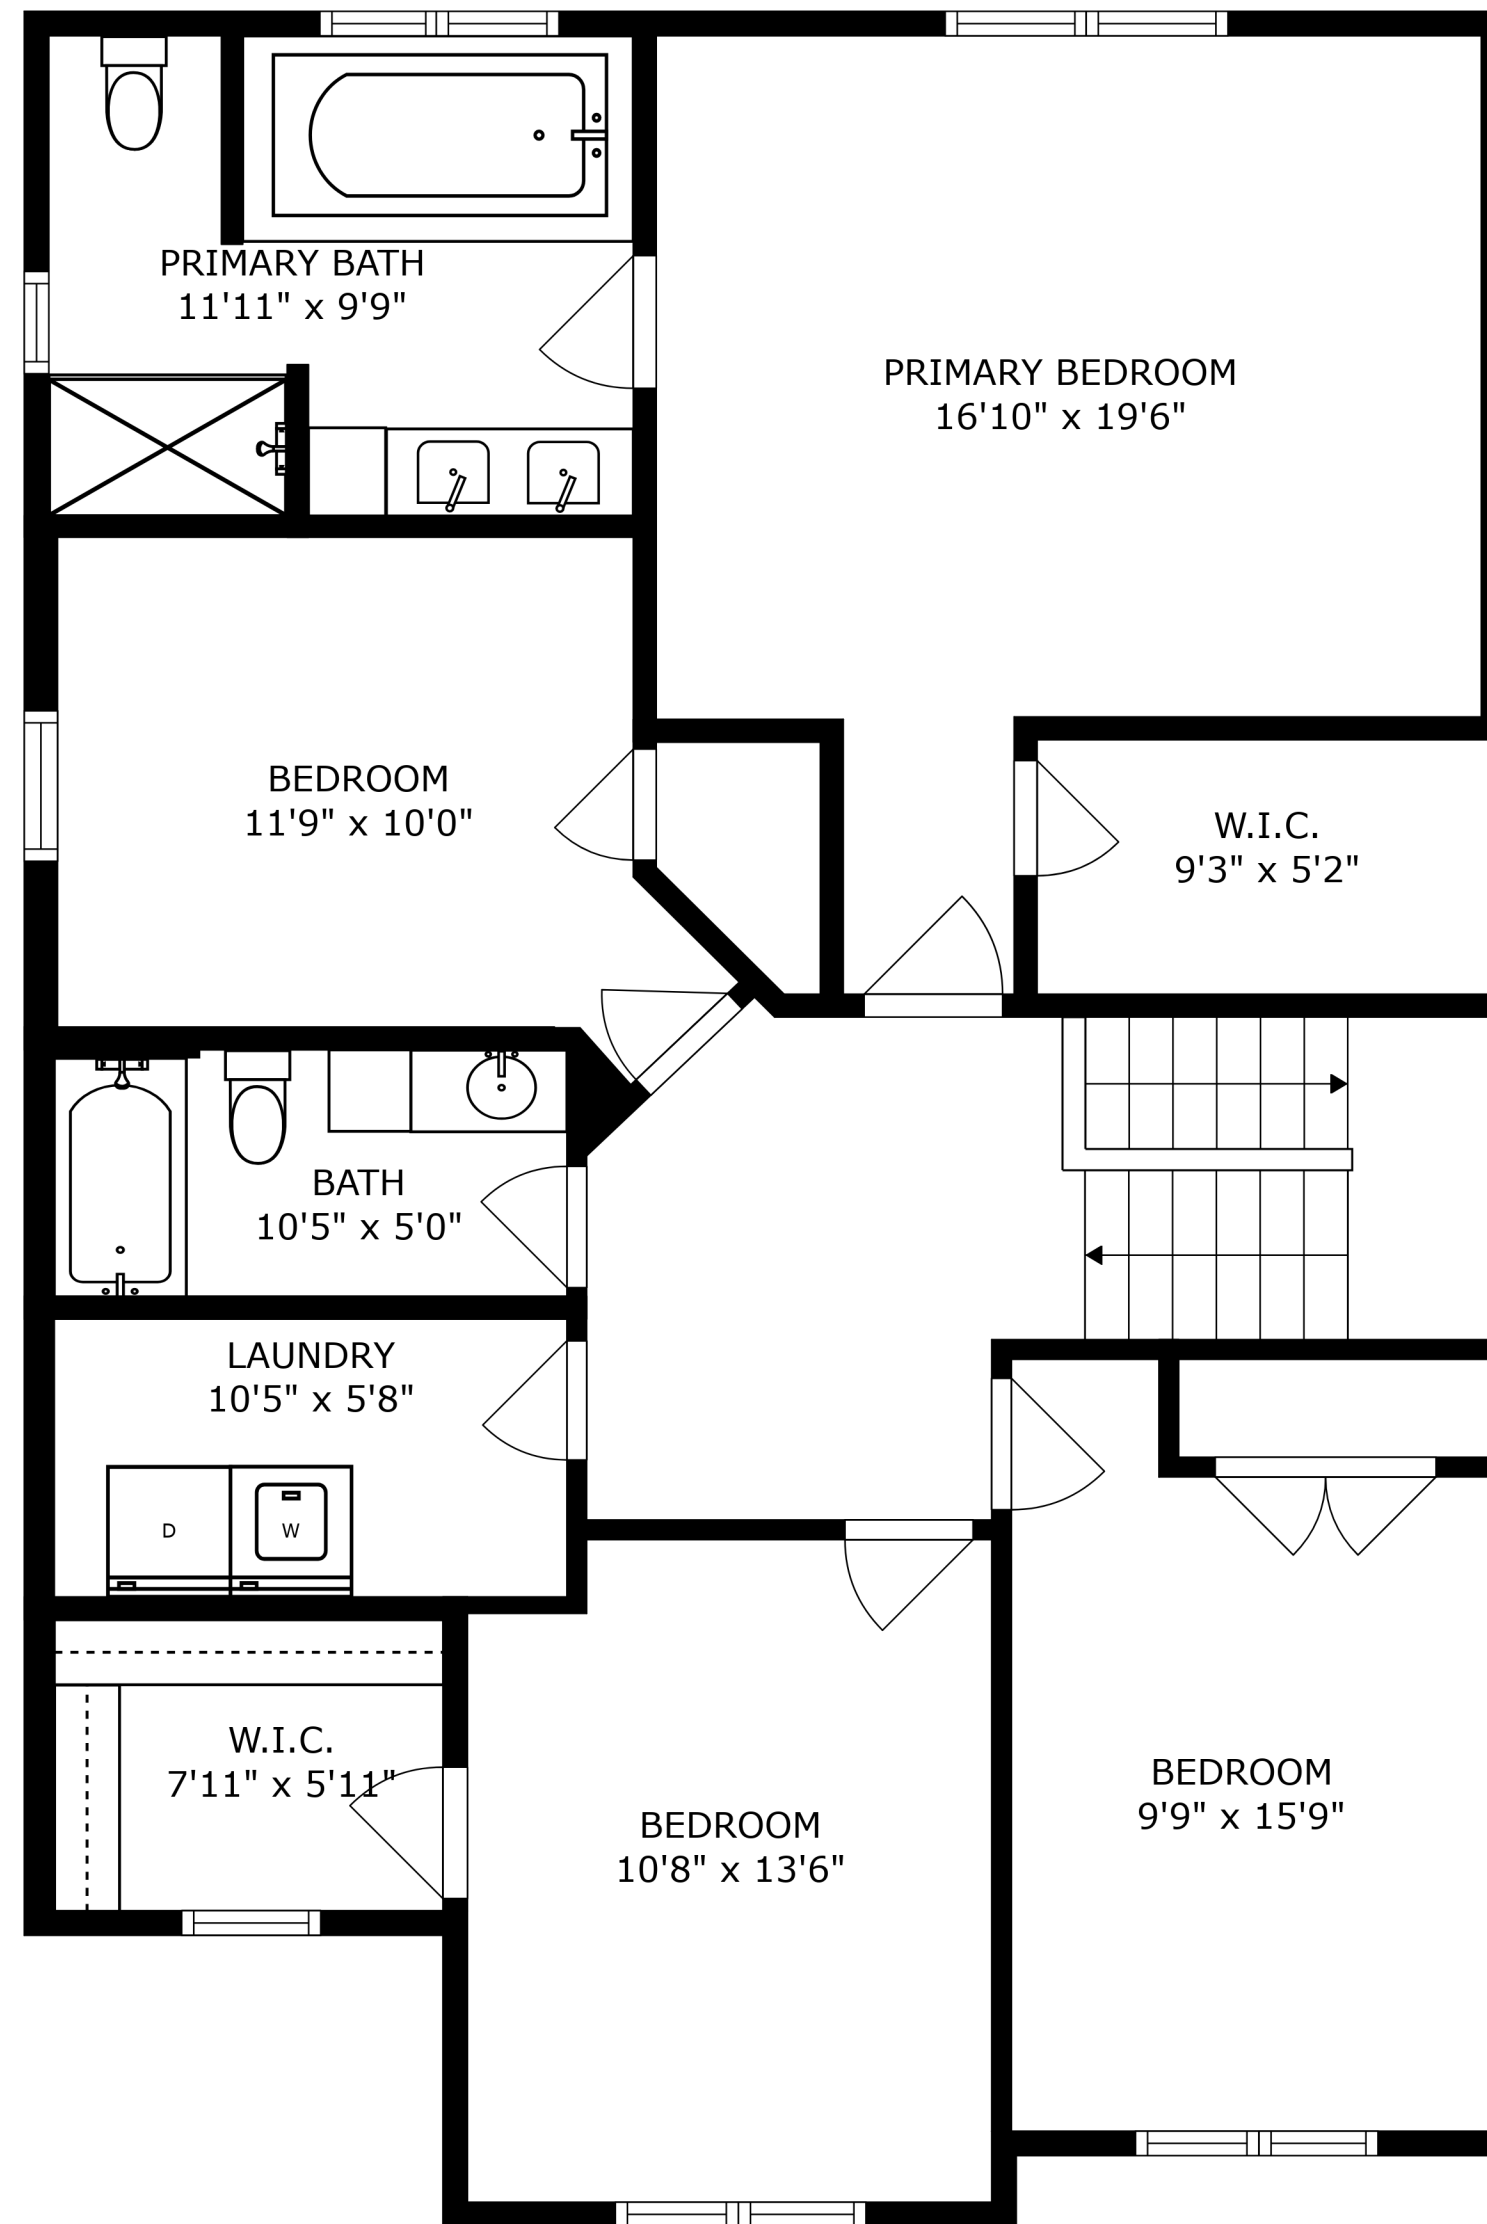 PRIMARY BATH
11'11" x 9'9"
PRIMARY BEDROOM
16'10" x 19'6"
BEDROOM
11'9" x 10'0"
W.I.C.
9'3" x 5'2"
BATH
10'5" x 5'0"
LAUNDRY
10'5" x 5'8"
D
W
W.I.C.
7'11" x 5'11"
BEDROOM
10'8" x 13'6"
BEDROOM
9'9" x 15'9"